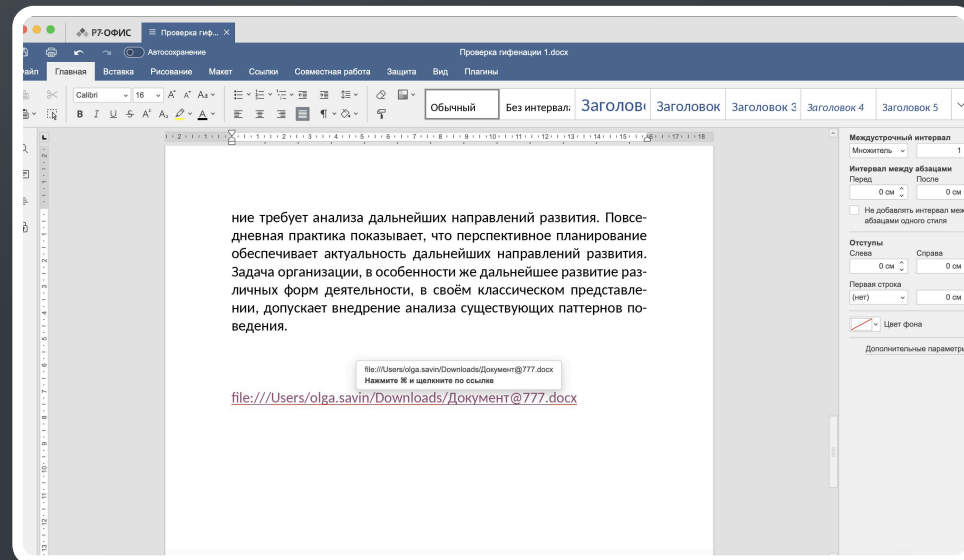 Р7-ОФИС
Проверка гиф...
Автосохранение
Проверка гифенации 1.docx
Главная Вставка Рисование Макет Ссылки Совместная работа Защита Вид Плагины
Calibri 16
Обычный Без интервала Заголов Заголовок Заголовок 3 Заголовок 4 Заголовок 5
Междустрочный интервал
Множитель 1
Интервал между абзацами
Перед После
0 см 0 см
Не добавлять интервал меж
абзацами одного стиля
Отступы
Слева Справа
0 см 0 см
Первая строка
(нет) 0 см
Цвет фона
Дополнительные параметры
ние требует анализа дальнейших направлений развития. Повсе-
дневная практика показывает, что перспективное планирование
обеспечивает актуальность дальнейших направлений развития.
Задача организации, в особенности же дальнейшее развитие раз-
личных форм деятельности, в своём классическом представле-
нии, допускает внедрение анализа существующих паттернов по-
ведения.
file:///Users/olga.savin/Downloads/Документ@777.docx
Нажмите ⌘ и щелкните по ссылке
file:///Users/olga.savin/Downloads/Документ@777.docx